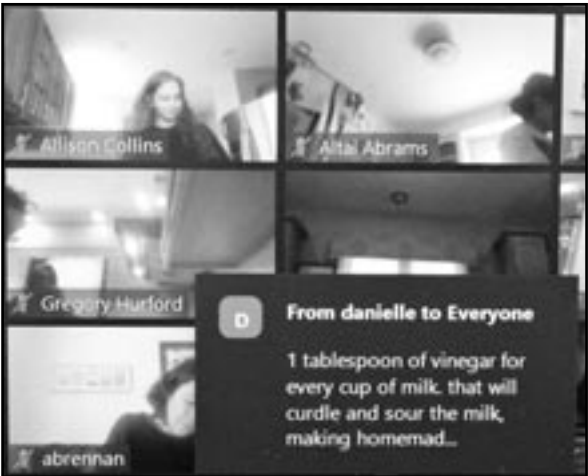 Allison Collins
Altai Abrams
Gregory Hurford
D
From danielle to Everyone
1 tablespoon of vinegar for
every cup of milk. that will
curdle and sour the milk,
making homemad...
abrennan